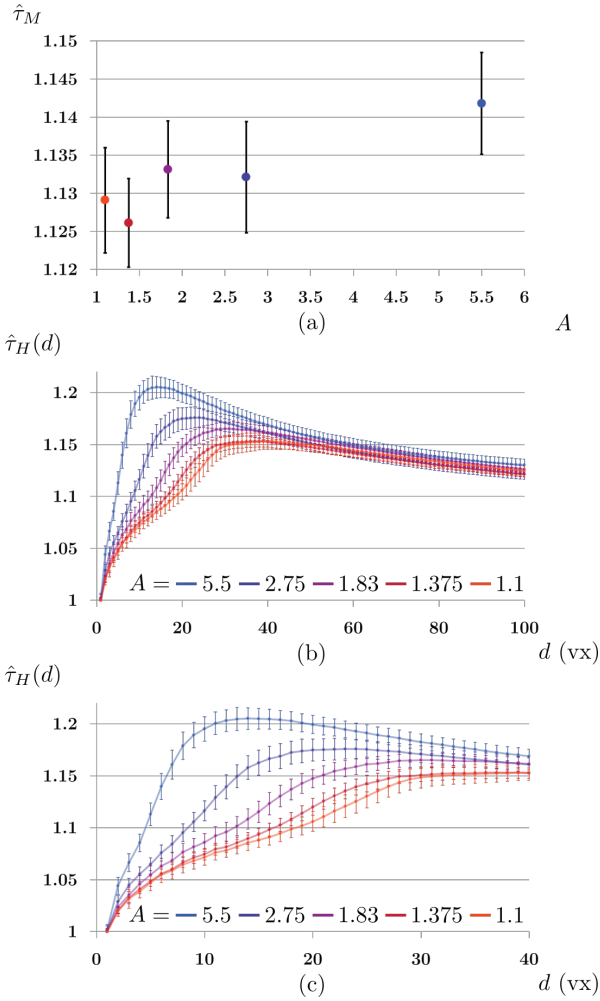 τ̂_M
1.15
1.145
1.14
1.135
1.13
1.125
1.12
1 1.5 2 2.5 3 3.5 4 4.5 5 5.5 6
(a) A
τ̂_H(d)
1.2
1.15
1.1
1.05
A = 5.5 2.75 1.83 1.375 1.1
1
0 20 40 60 80 100
(b) d (vx)
τ̂_H(d)
1.2
1.15
1.1
1.05
A = 5.5 2.75 1.83 1.375 1.1
1
0 10 20 30 40
(c) d (vx)